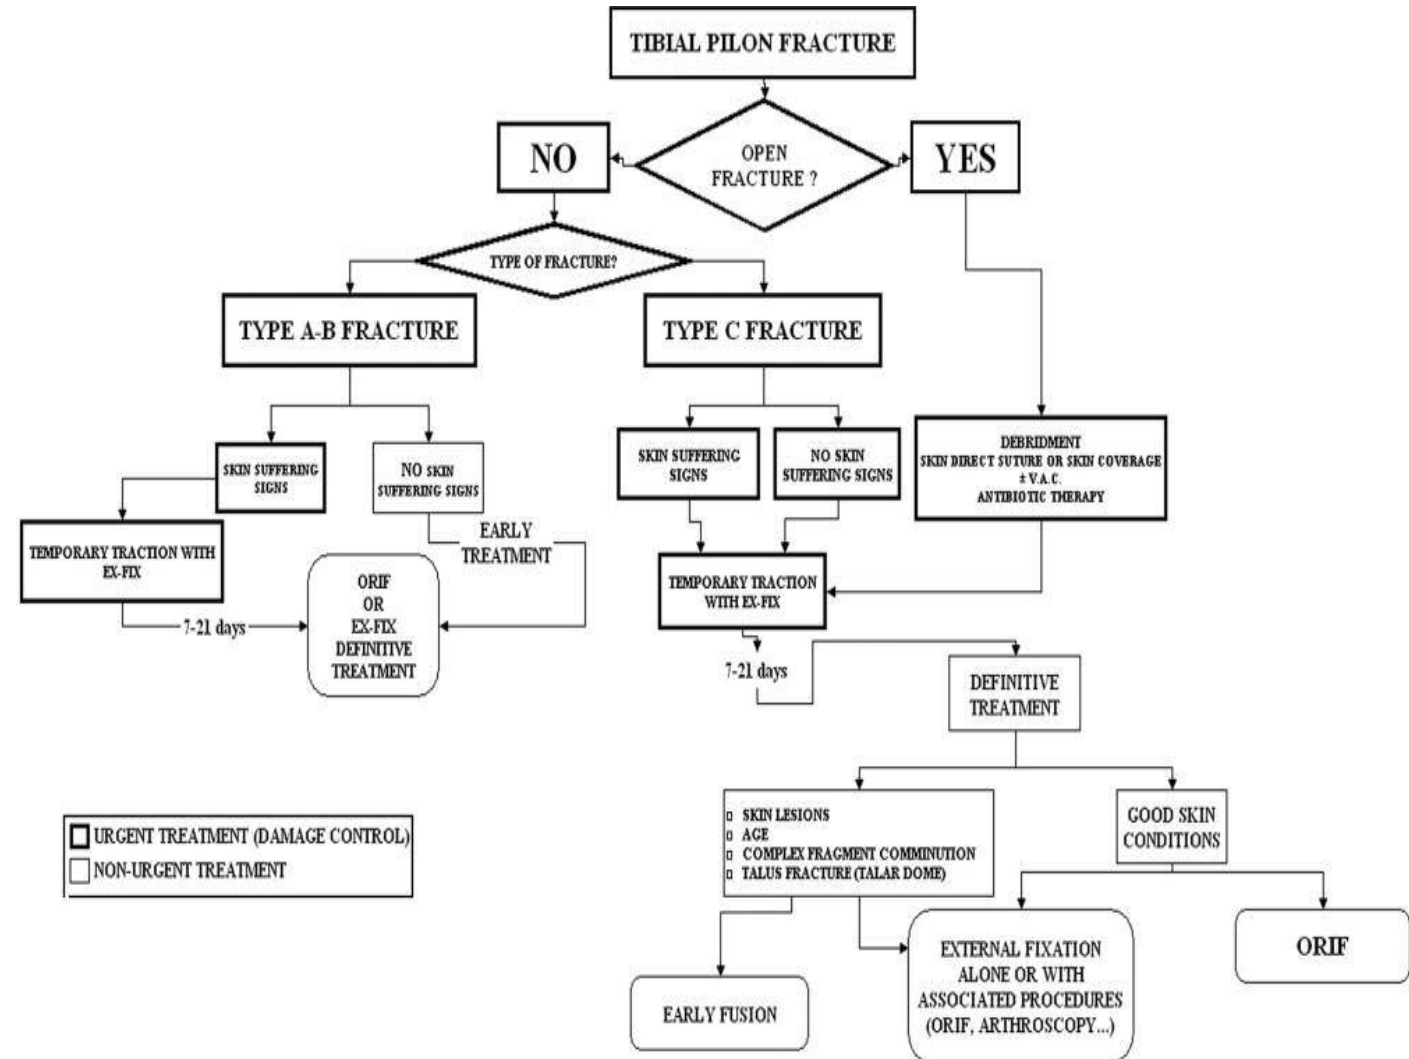 TIBIAL PILON FRACTURE
NO
OPEN
FRACTURE ?
YES
TYPE OF FRACTURE?
TYPE A-B FRACTURE
TYPE C FRACTURE
SKIN SUFFERING
SIGNS
NO SKIN
SUFFERING SIGNS
SKIN SUFFERING
SIGNS
NO SKIN
SUFFERING SIGNS
DEBRIDMENT
SKIN DIRECT SUTURE OR SKIN COVERAGE
± V.A.C.
ANTIBIOTIC THERAPY
TEMPORARY TRACTION WITH
EX-FIX
EARLY
TREATMENT
7-21 days
ORIF
OR
EX-FIX
DEFINITIVE
TREATMENT
TEMPORARY TRACTION
WITH EX-FIX
7-21 days
DEFINITIVE
TREATMENT
SKIN LESIONS
AGE
COMPLEX FRAGMENT COMMINUTION
TALUS FRACTURE (TALAR DOME)
GOOD SKIN
CONDITIONS
URGENT TREATMENT (DAMAGE CONTROL)
NON-URGENT TREATMENT
EARLY FUSION
EXTERNAL FIXATION
ALONE OR WITH
ASSOCIATED PROCEDURES
(ORIF, ARTHROSCOPY...)
ORIF